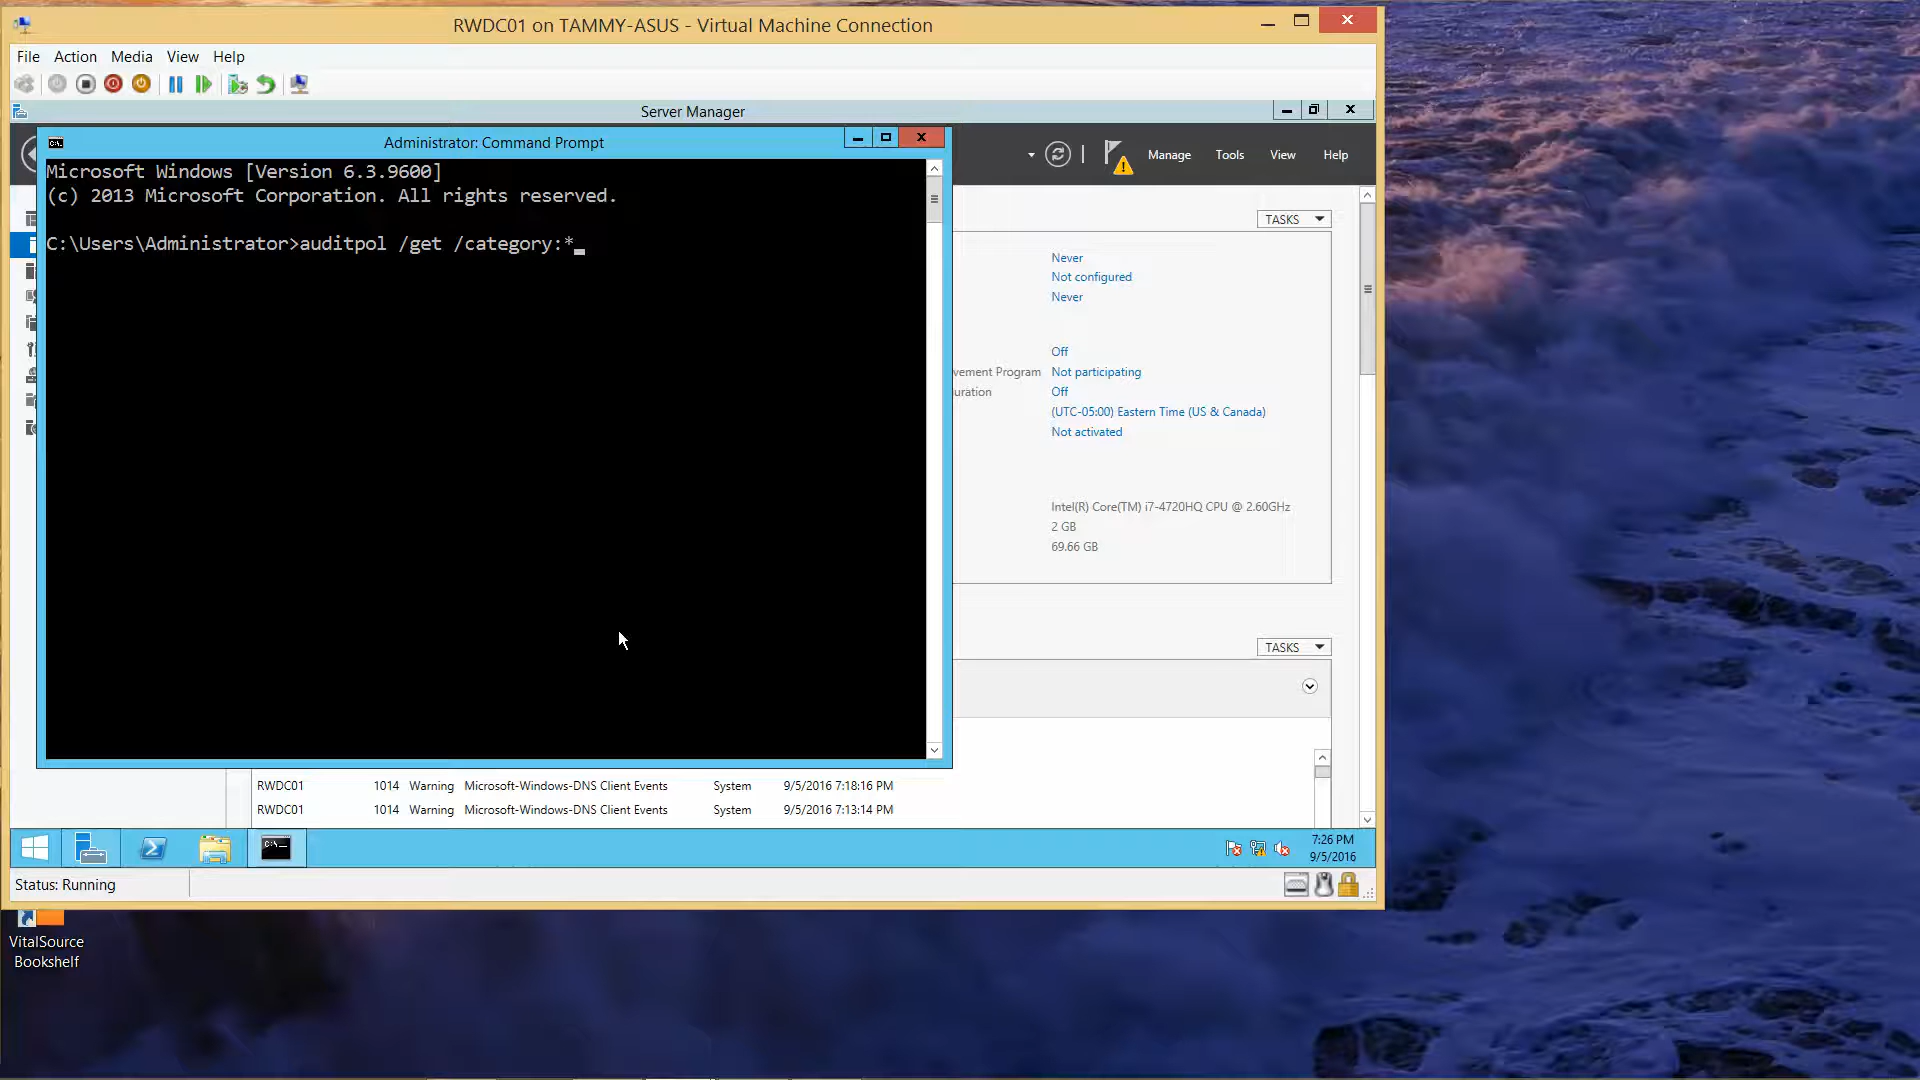 RWDC01 on TAMMY-ASUS - Virtual Machine Connection
File Action Media View Help
Server Manager
Administrator: Command Prompt
Manage Tools View Help
Microsoft Windows [Version 6.3.9600]
(c) 2013 Microsoft Corporation. All rights reserved.
C:\Users\Administrator>auditpol /get /category:*_
TASKS
Never
Not configured
Never
Off
vement Program Not participating
uration Off
(UTC-05:00) Eastern Time (US & Canada)
Not activated
Intel(R) Core(TM) i7-4720HQ CPU @ 2.60GHz
2 GB
69.66 GB
TASKS
RWDC01 1014 Warning Microsoft-Windows-DNS Client Events System 9/5/2016 7:18:16 PM
RWDC01 1014 Warning Microsoft-Windows-DNS Client Events System 9/5/2016 7:13:14 PM
7:26 PM
9/5/2016
Status: Running
VitalSource
Bookshelf